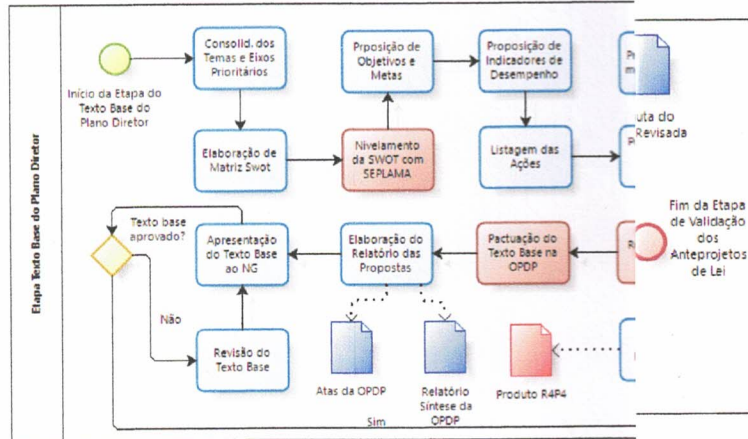 Etapa Texto Base do Plano Diretor
Início da Etapa do
Texto Base do
Plano Diretor
Consolid. dos
Temas e Eixos
Prioritários
Prposição de
Objetivos e
Metas
Proposição de
Indicadores de
Desempenho
Elaboração de
Matriz Swot
Nivelamento
da SWOT com
SEPLAMA
Listagem das
Ações
uta do
Revisada
Texto base
aprovado?
Apresentação
do Texto Base
ao NG
Elaboração do
Relatório das
Propostas
Pactuação do
Texto Base na
OPDP
Fim da Etapa
de Validação
dos
Anteprojetos
de Lei
Não
Revisão do
Texto Base
Atas da OPDP
Relatório
Síntese da
OPDP
Produto R4P4
Sim